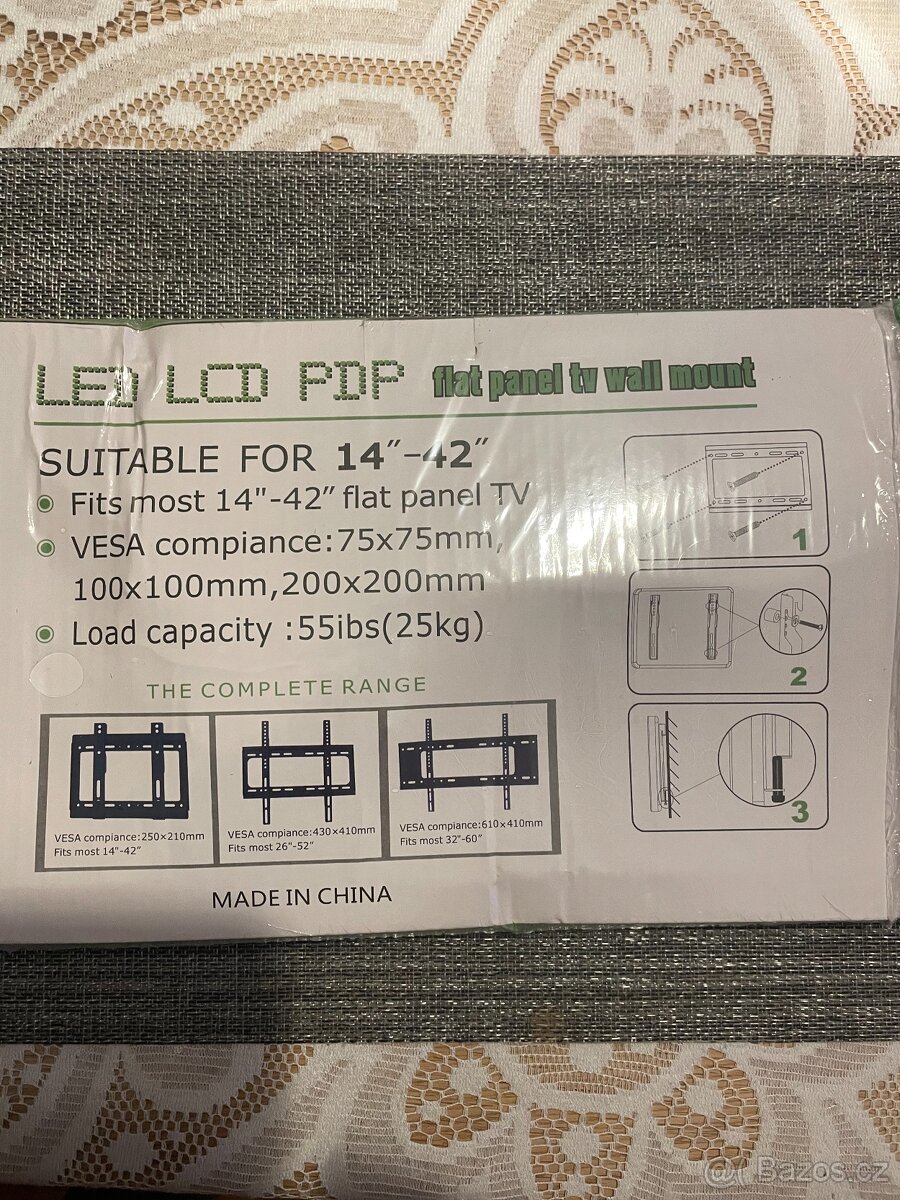 LED LCD PDP flat panel tv wall mount
SUITABLE FOR 14"-42"
Fits most 14"-42" flat panel TV
VESA compiance:75x75mm,
100x100mm,200x200mm
Load capacity :55ibs(25kg)
THE COMPLETE RANGE
VESA compiance:250×210mm
Fits most 14"-42"
VESA compiance:430×410mm
Fits most 26"-52"
VESA compiance:610×410mm
Fits most 32"-60"
MADE IN CHINA
1
2
3
Bazos.cz